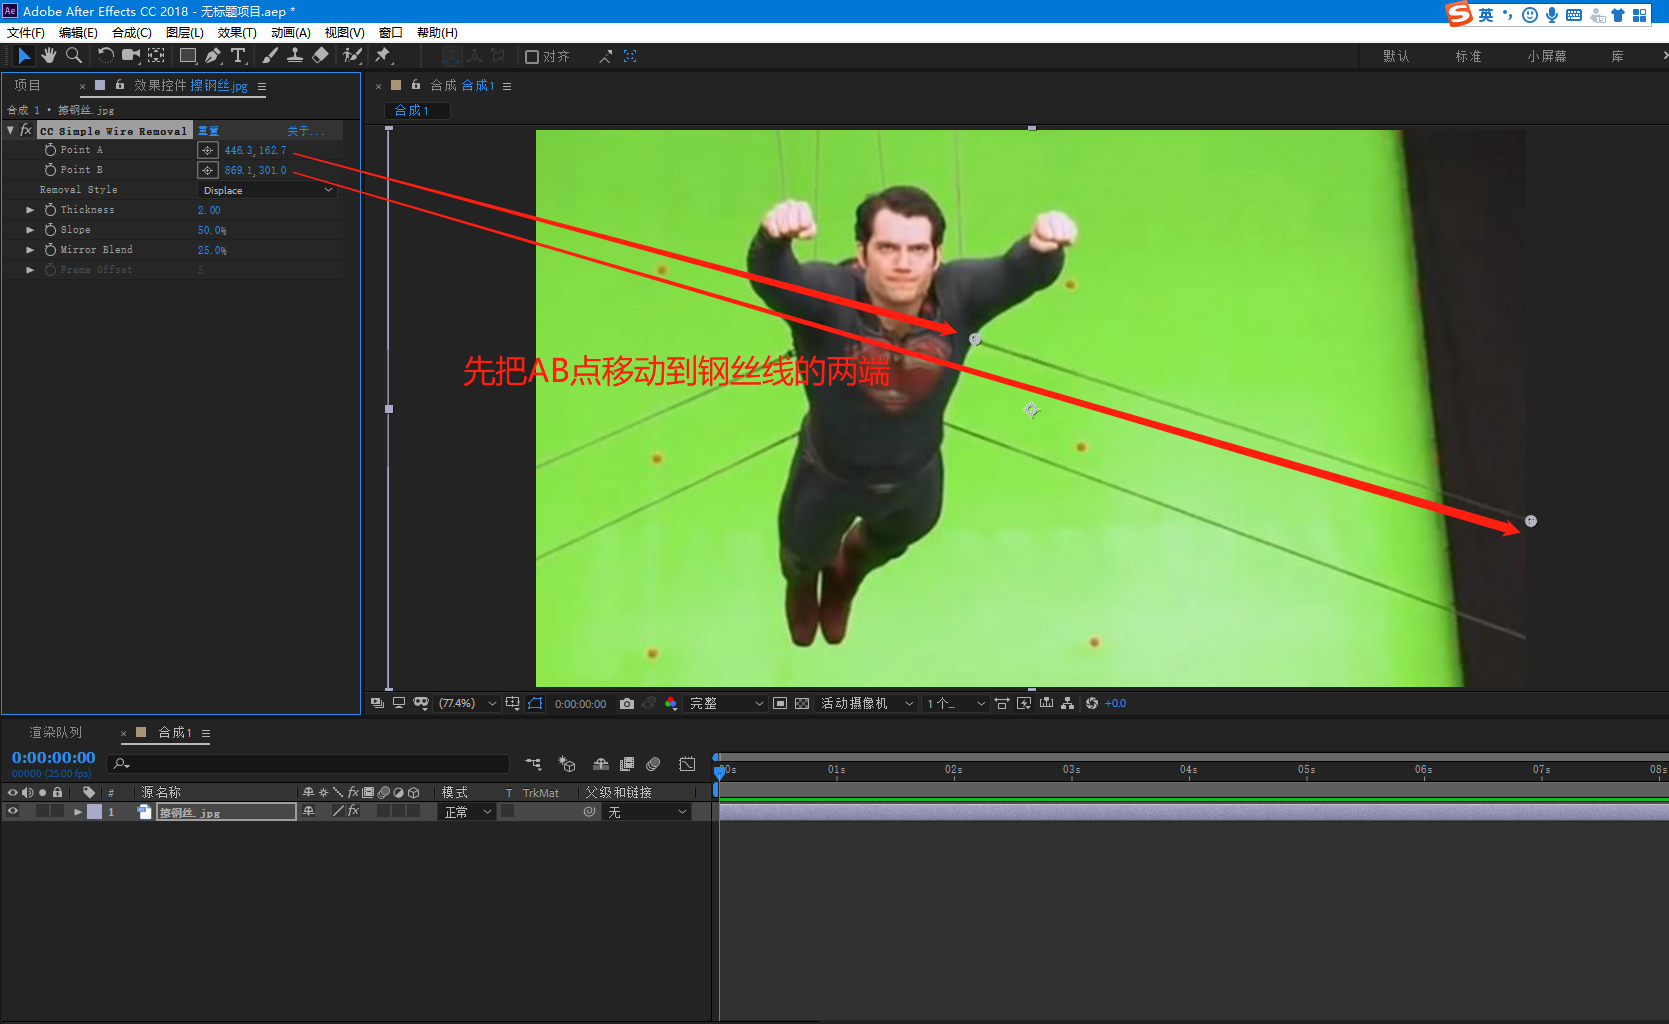 Ae Adobe After Effects CC 2018 - 无标题项目.aep *
S 英
文件(F) 编辑(E) 合成(C) 图层(L) 效果(T) 动画(A) 视图(V) 窗口 帮助(H)
T 对齐 默认 标准 小屏幕 库
项目 × 效果控件 擦钢丝.jpg
× 合成 合成1
合成 1 • 擦钢丝.jpg
合成1
fx CC Simple Wire Removal 重置 关于...
Point A 446.3,162.7
Point B 869.1,301.0
Removal Style Displace
Thickness 2.00
Slope 50.0%
Mirror Blend 25.0%
Frame Offset 5
先把AB点移动到钢丝线的两端
(77.4%) 0:00:00:00 完整 活动摄像机 1 个... +0.0
渲染队列 × 合成1
0:00:00:00
00000 (25.00 fps)
:00s 01s 02s 03s 04s 05s 06s 07s 08s
# 源名称 fx 模式 T TrkMat 父级和链接
1 擦钢丝.jpg fx 正常 无